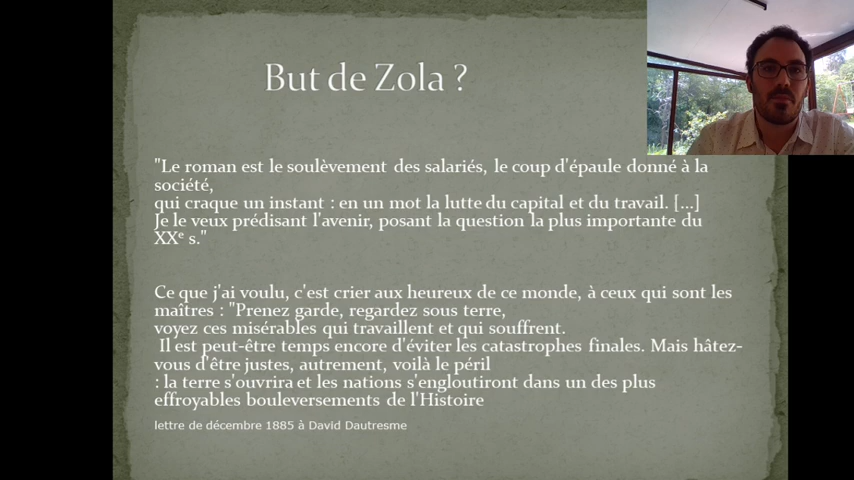 But de Zola ?
"Le roman est le soulèvement des salariés, le coup d'épaule donné à la
société,
qui craque un instant : en un mot la lutte du capital et du travail. [...]
Je le veux prédisant l'avenir, posant la question la plus importante du
XXᵉ s."
Ce que j'ai voulu, c'est crier aux heureux de ce monde, à ceux qui sont les
maîtres : "Prenez garde, regardez sous terre,
voyez ces misérables qui travaillent et qui souffrent.
Il est peut-être temps encore d'éviter les catastrophes finales. Mais hâtez-
vous d'être justes, autrement, voilà le péril
: la terre s'ouvrira et les nations s'engloutiront dans un des plus
effroyables bouleversements de l'Histoire
lettre de décembre 1885 à David Dautresme